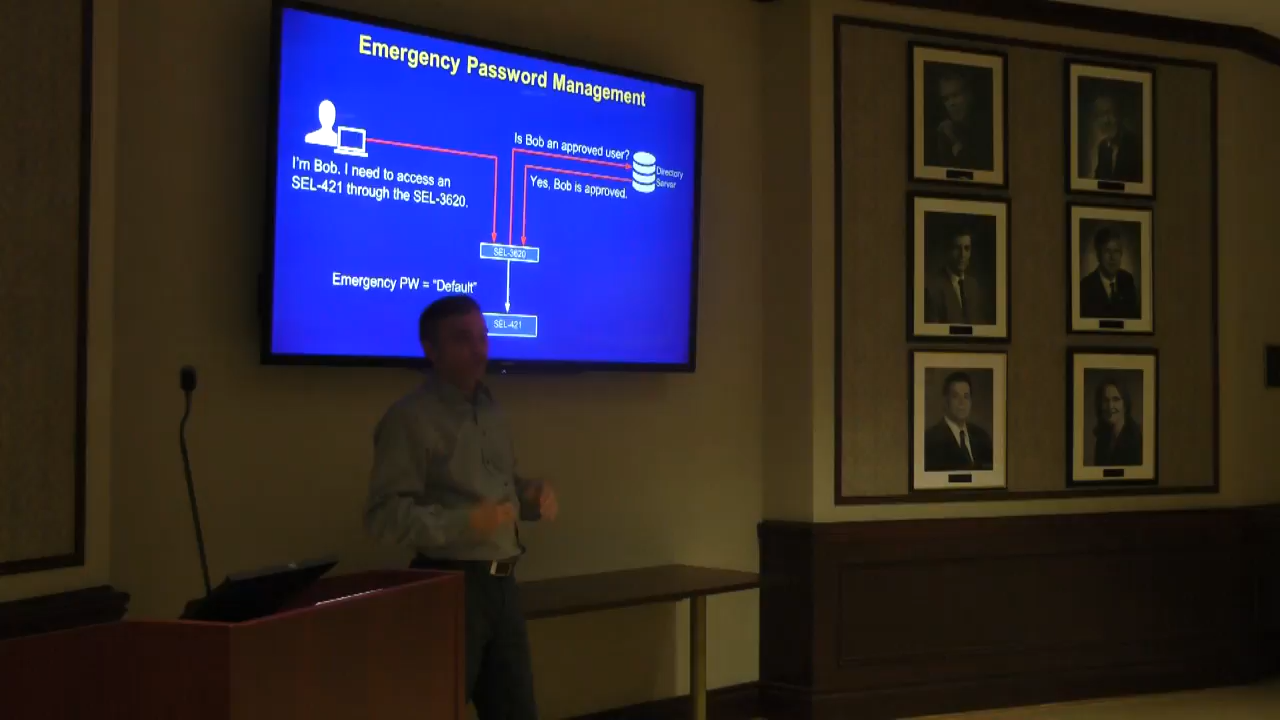 Emergency Password Management
Is Bob an approved user?
Directory
Server
Yes, Bob is approved.
I'm Bob. I need to access an
SEL-421 through the SEL-3620.
SEL-3620
Emergency PW = “Default”
SEL-421